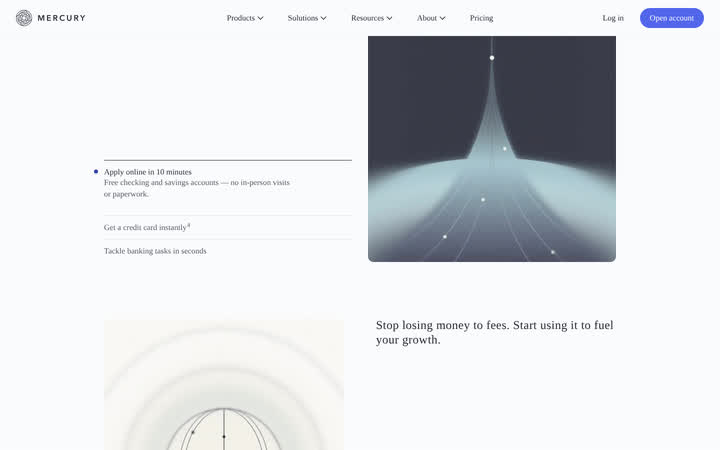 MERCURY
Products
Solutions
Resources
About
Pricing
Log in
Open account
Apply online in 10 minutes
Free checking and savings accounts — no in-person visits
or paperwork.
Get a credit card instantly4
Tackle banking tasks in seconds
Stop losing money to fees. Start using it to fuel
your growth.